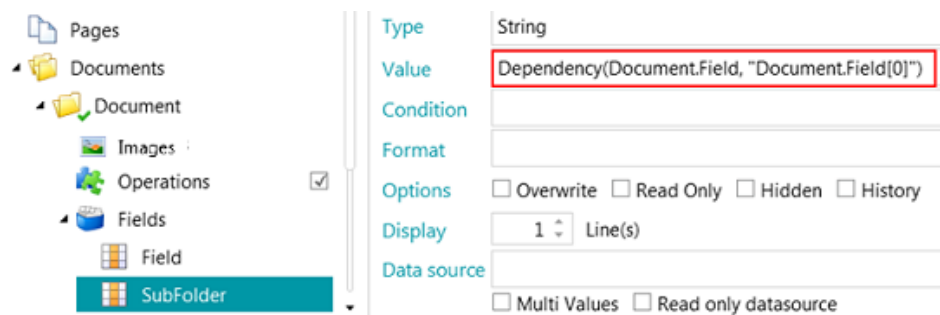 Pages
Documents
Document
Images
Operations
Fields
Field
SubFolder
Type String
Value Dependency(Document.Field, "Document.Field[0]")
Condition
Format
Options Overwrite Read Only Hidden History
Display 1 Line(s)
Data source
Multi Values Read only datasource